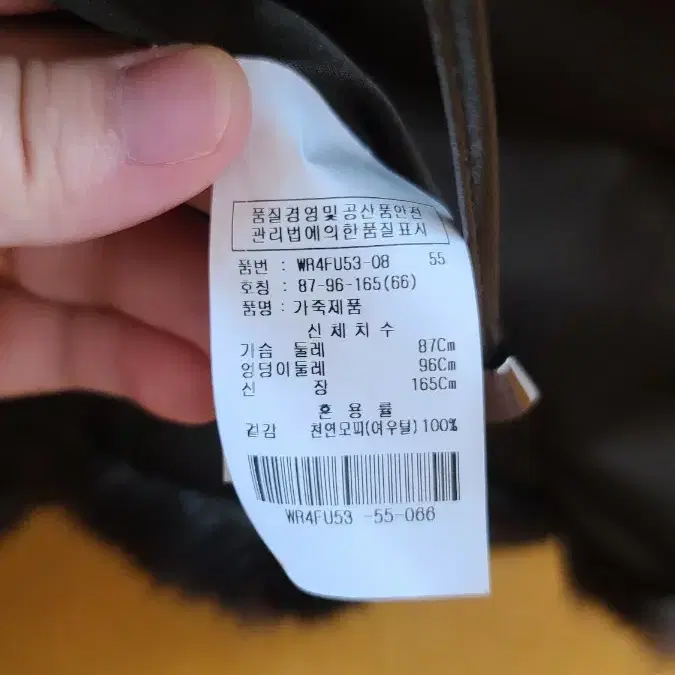 품질경영및공산품안전
관리법에의한품질표시
품번 : WR4FU53-08 55
호칭 : 87-96-165(66)
품명 : 가죽제품
신 체 치 수
가슴 둘레 87Cm
엉덩이둘레 96Cm
신 장 165Cm
혼 용 률
겉감 천연모피(여우털)100%
WR4FU53 -55-066